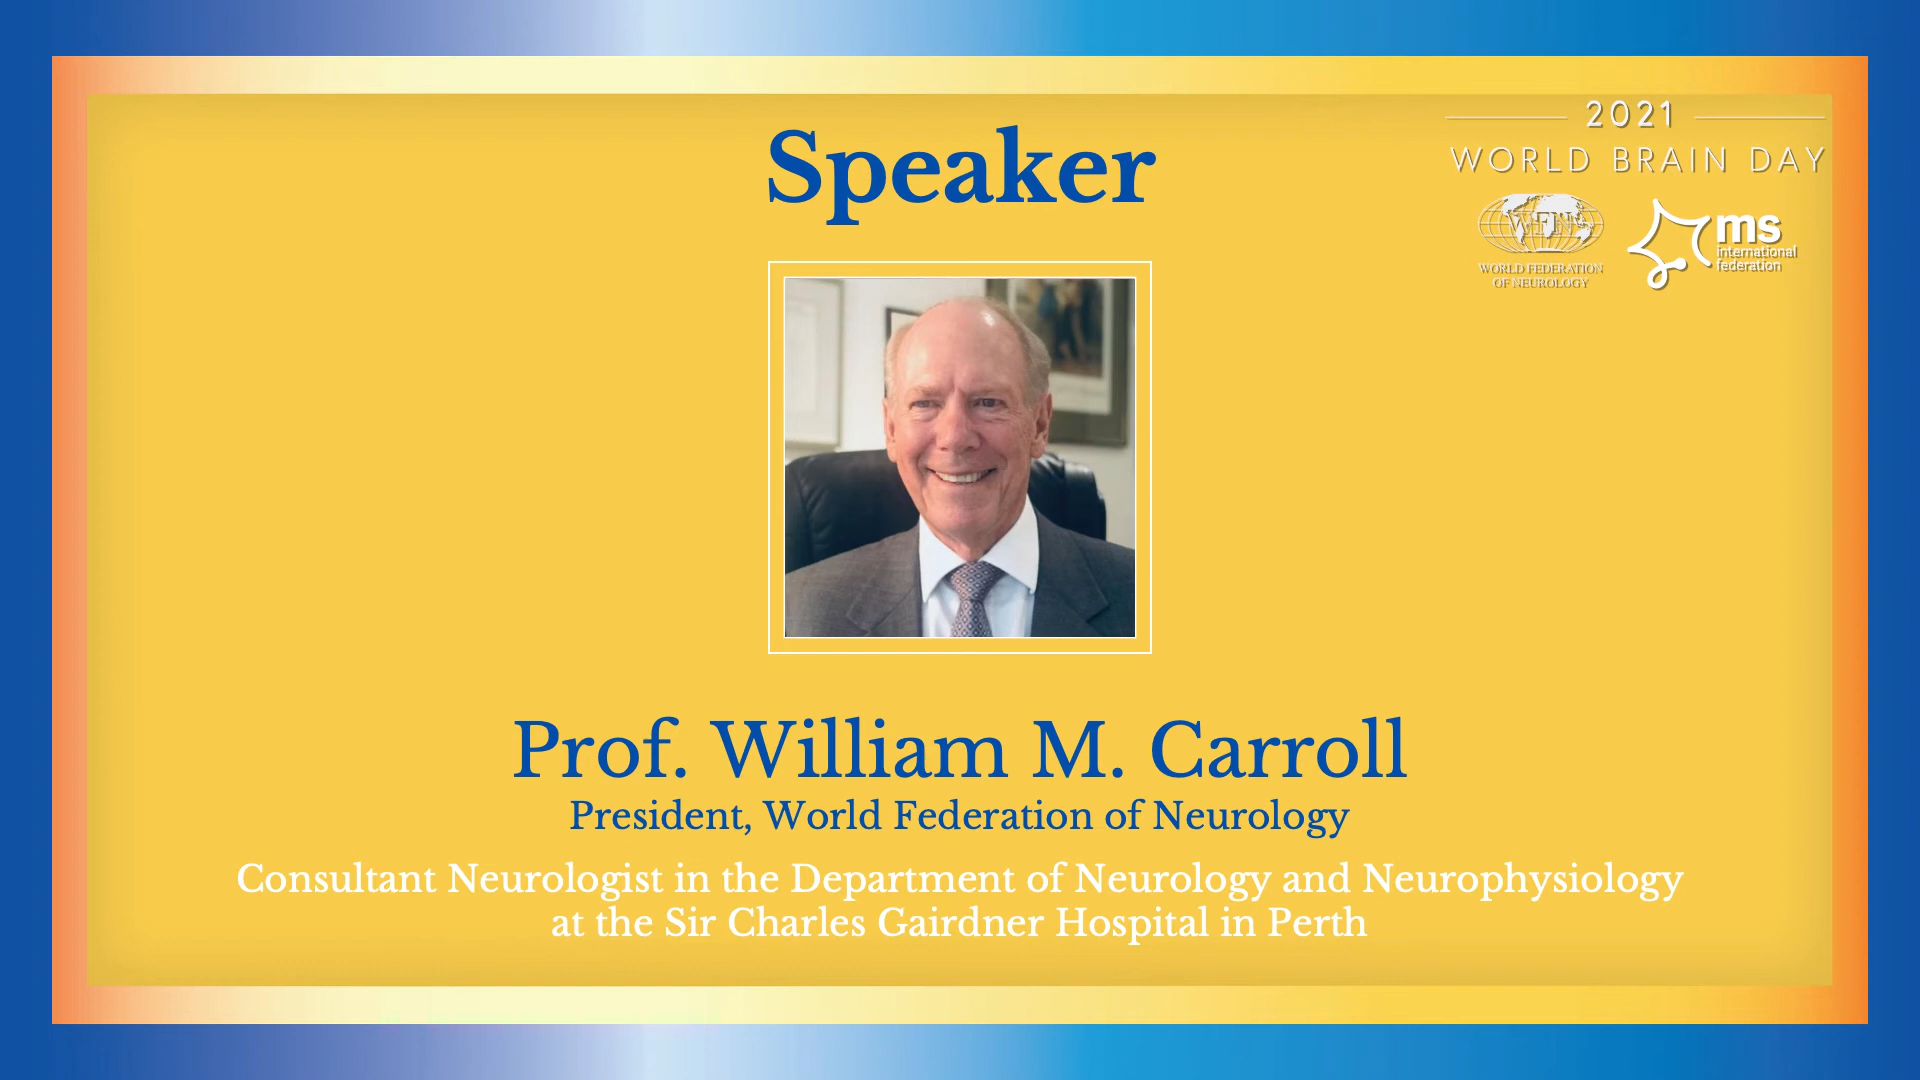 Speaker
2021
WORLD BRAIN DAY
WFN
WORLD FEDERATION
OF NEUROLOGY
ms
international
federation
Prof. William M. Carroll
President, World Federation of Neurology
Consultant Neurologist in the Department of Neurology and Neurophysiology
at the Sir Charles Gairdner Hospital in Perth